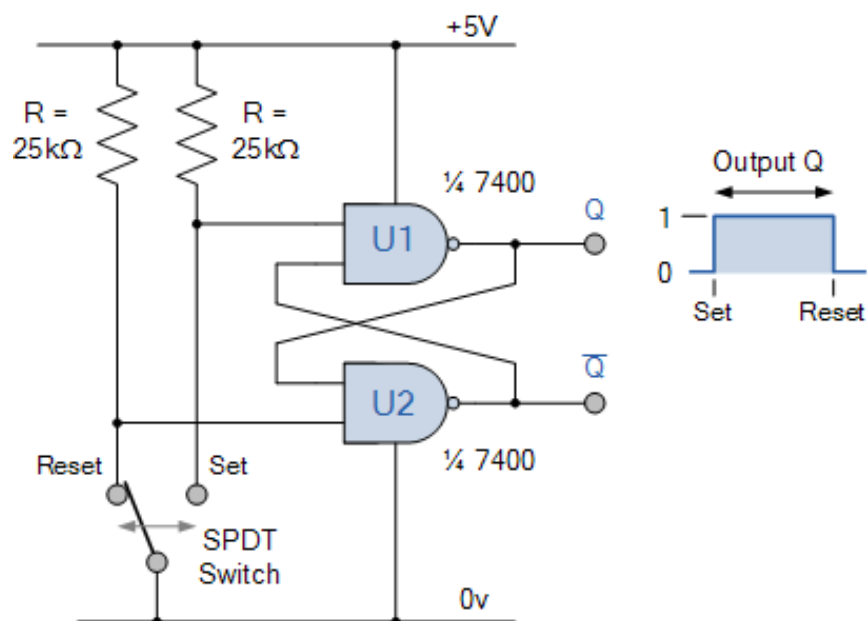 +5V
R =
25kΩ
R =
25kΩ
¼ 7400
U1
Q
Output Q
1
0
Set
Reset
U2
Q̅
¼ 7400
Reset
Set
SPDT
Switch
0v